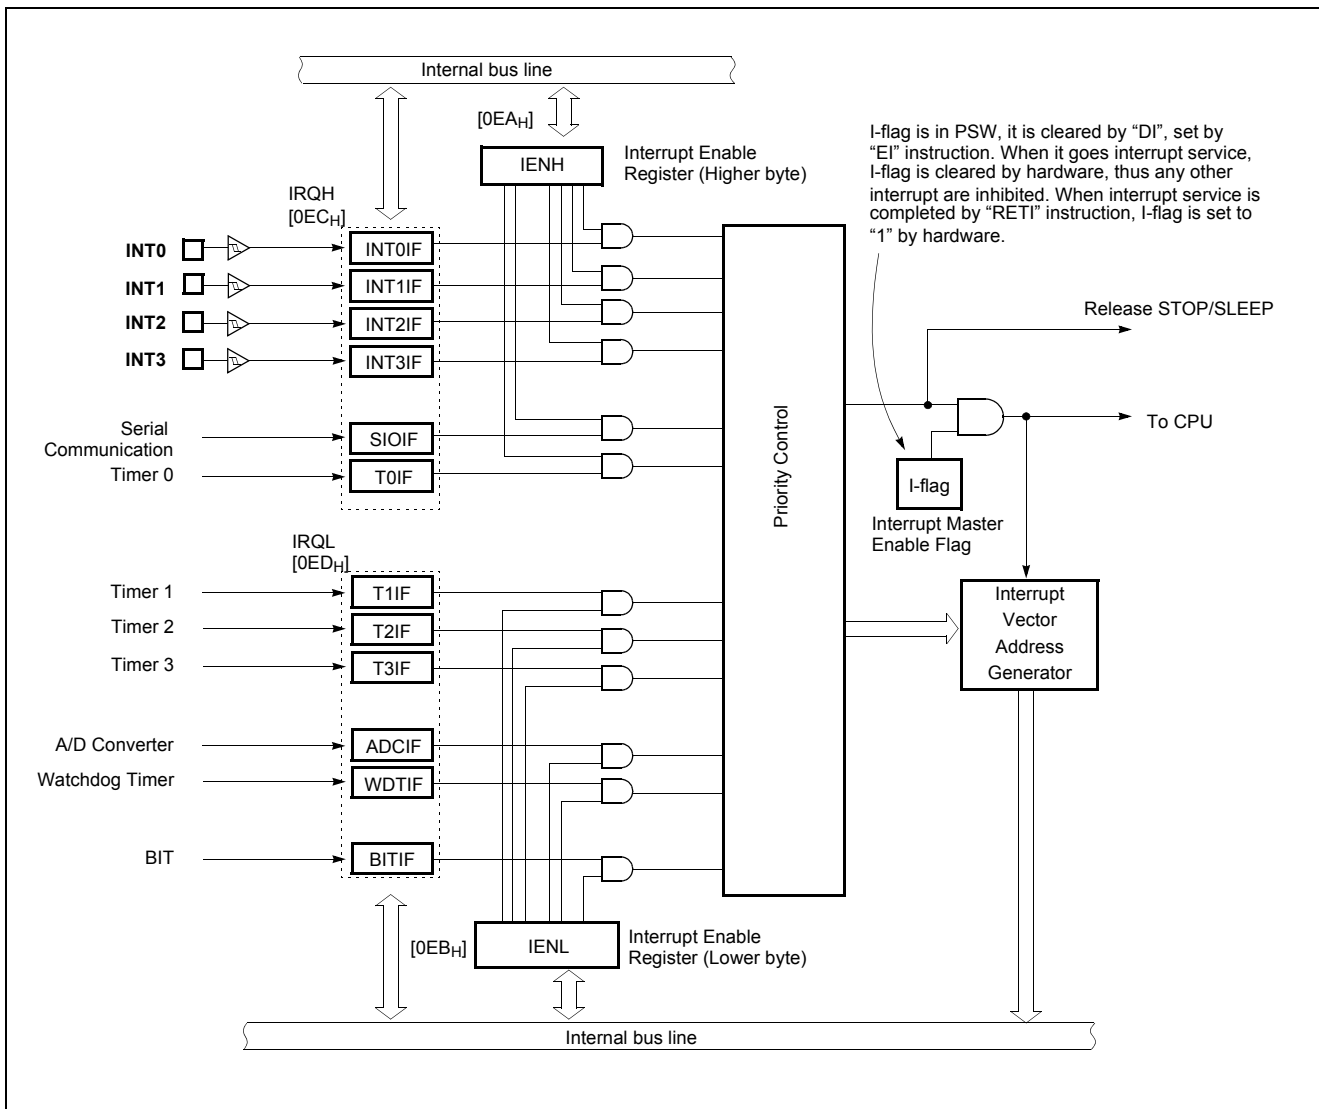 Internal bus line
[0EAH]
IENH
Interrupt Enable
Register (Higher byte)
I-flag is in PSW, it is cleared by “DI”, set by
“EI” instruction. When it goes interrupt service,
I-flag is cleared by hardware, thus any other
interrupt are inhibited. When interrupt service is
completed by “RETI” instruction, I-flag is set to
“1” by hardware.
IRQH
[0ECH]
INT0
INT0IF
INT1
INT1IF
INT2
INT2IF
INT3
INT3IF
Serial
Communication
SIOIF
Timer 0
T0IF
Priority Control
Release STOP/SLEEP
To CPU
I-flag
Interrupt Master
Enable Flag
IRQL
[0EDH]
Timer 1
T1IF
Timer 2
T2IF
Timer 3
T3IF
Interrupt
Vector
Address
Generator
A/D Converter
ADCIF
Watchdog Timer
WDTIF
BIT
BITIF
[0EBH]
IENL
Interrupt Enable
Register (Lower byte)
Internal bus line